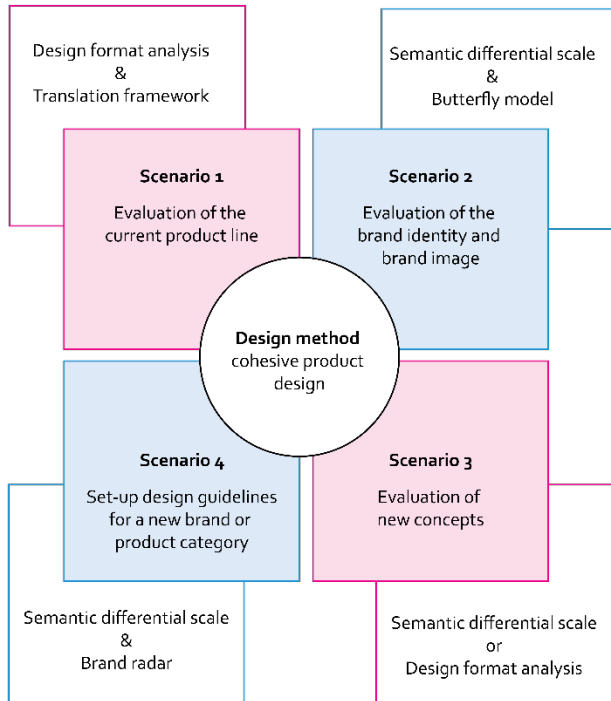 Design format analysis
&
Translation framework
Semantic differential scale
&
Butterfly model
Scenario 1
Evaluation of the
current product line
Scenario 2
Evaluation of the
brand identity and
brand image
Design method
cohesive product
design
Scenario 4
Set-up design guidelines
for a new brand or
product category
Scenario 3
Evaluation of
new concepts
Semantic differential scale
&
Brand radar
Semantic differential scale
or
Design format analysis